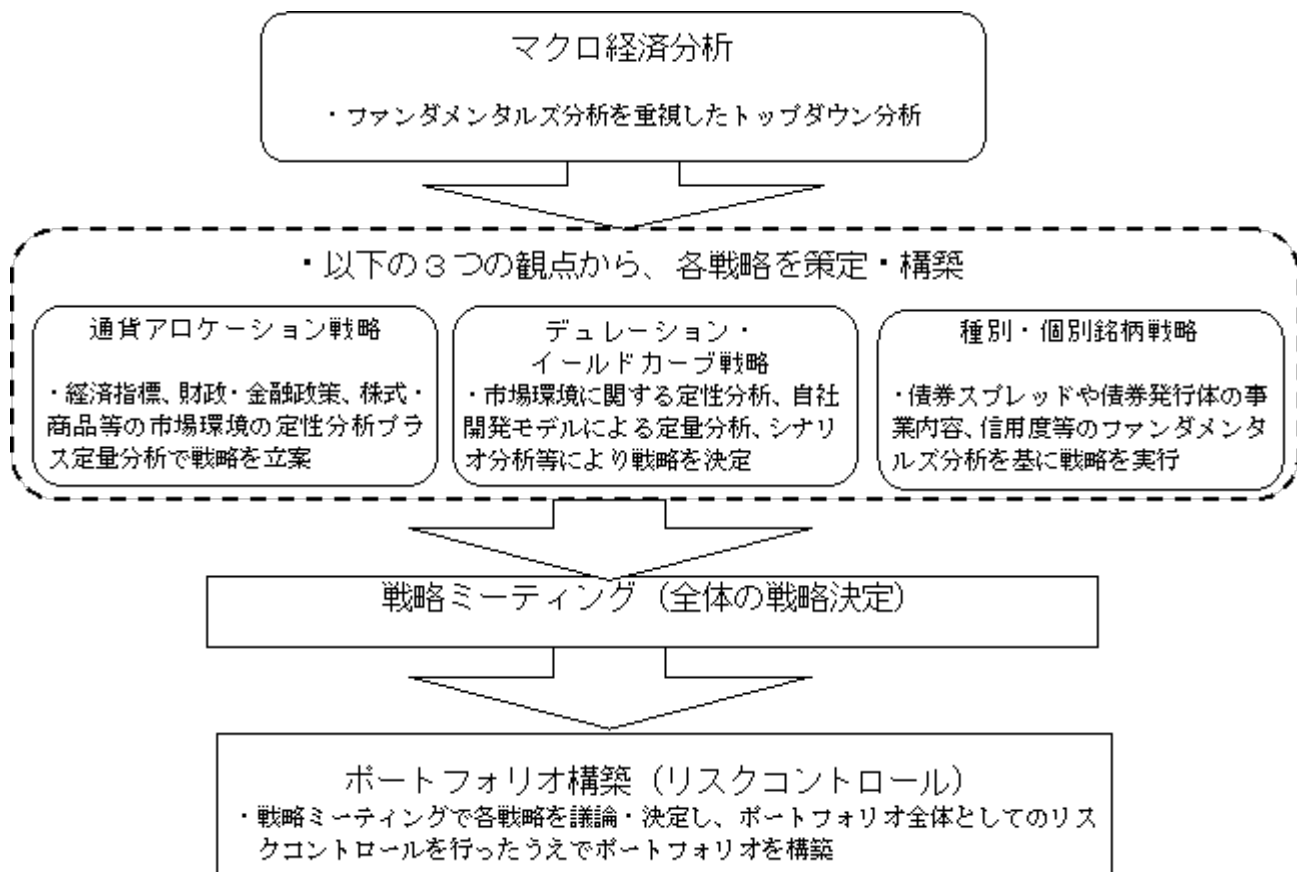 マクロ経済分析
・ファンダメンタルズ分析を重視したトップダウン分析
・以下の３つの観点から、各戦略を策定・構築
通貨アロケーション戦略
・経済指標、財政・金融政策、株式・
商品等の市場環境の定性分析プラ
ス定量分析で戦略を立案
デュレーション・
イールドカーブ戦略
・市場環境に関する定性分析、自社
開発モデルによる定量分析、シナリ
オ分析等により戦略を決定
種別・個別銘柄戦略
・債券スプレッドや債券発行体の事
業内容、信用度等のファンダメンタ
ルズ分析を基に戦略を実行
戦略ミーティング（全体の戦略決定）
ポートフォリオ構築（リスクコントロール）
・戦略ミーティングで各戦略を議論・決定し、ポートフォリオ全体としてのリス
クコントロールを行ったうえでポートフォリオを構築